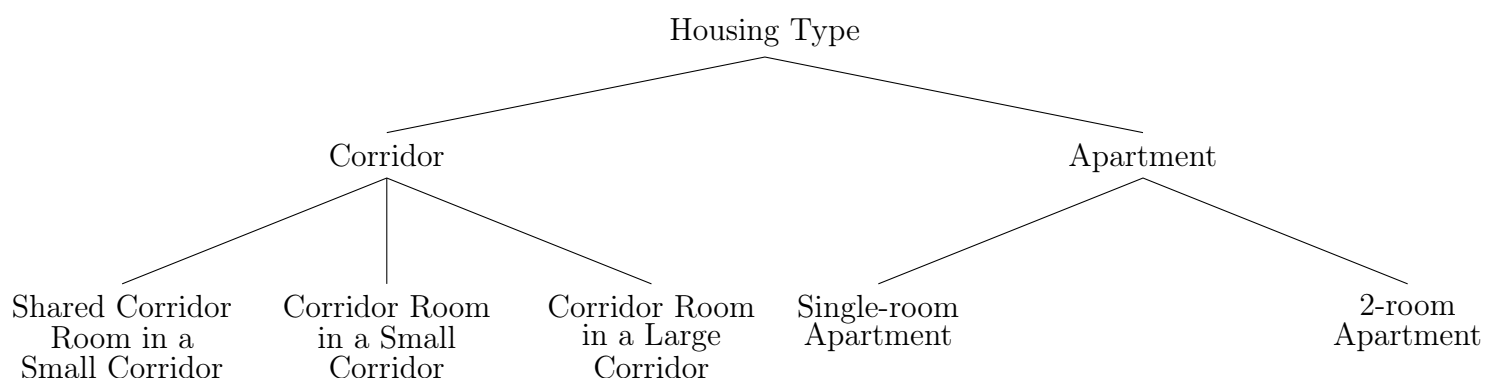 Housing Type
Corridor
Apartment
Shared Corridor
Room in a
Small Corridor
Corridor Room
in a Small
Corridor
Corridor Room
in a Large
Corridor
Single-room
Apartment
2-room
Apartment